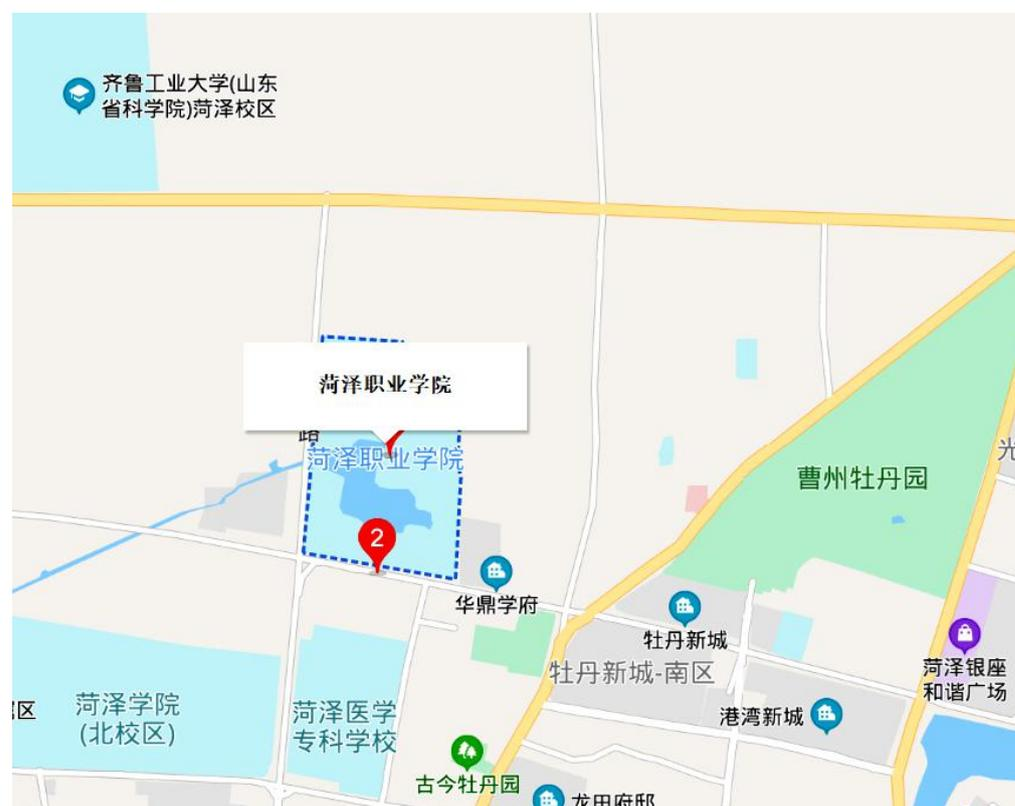 齐鲁工业大学(山东
省科学院)菏泽校区
菏泽职业学院
路
菏泽职业学院
曹州牡丹园
光
2
华鼎学府
牡丹新城
牡丹新城-南区
菏泽银座
和谐广场
区
菏泽学院
(北校区)
菏泽医学
专科学校
港湾新城
古今牡丹园
龙田府邸